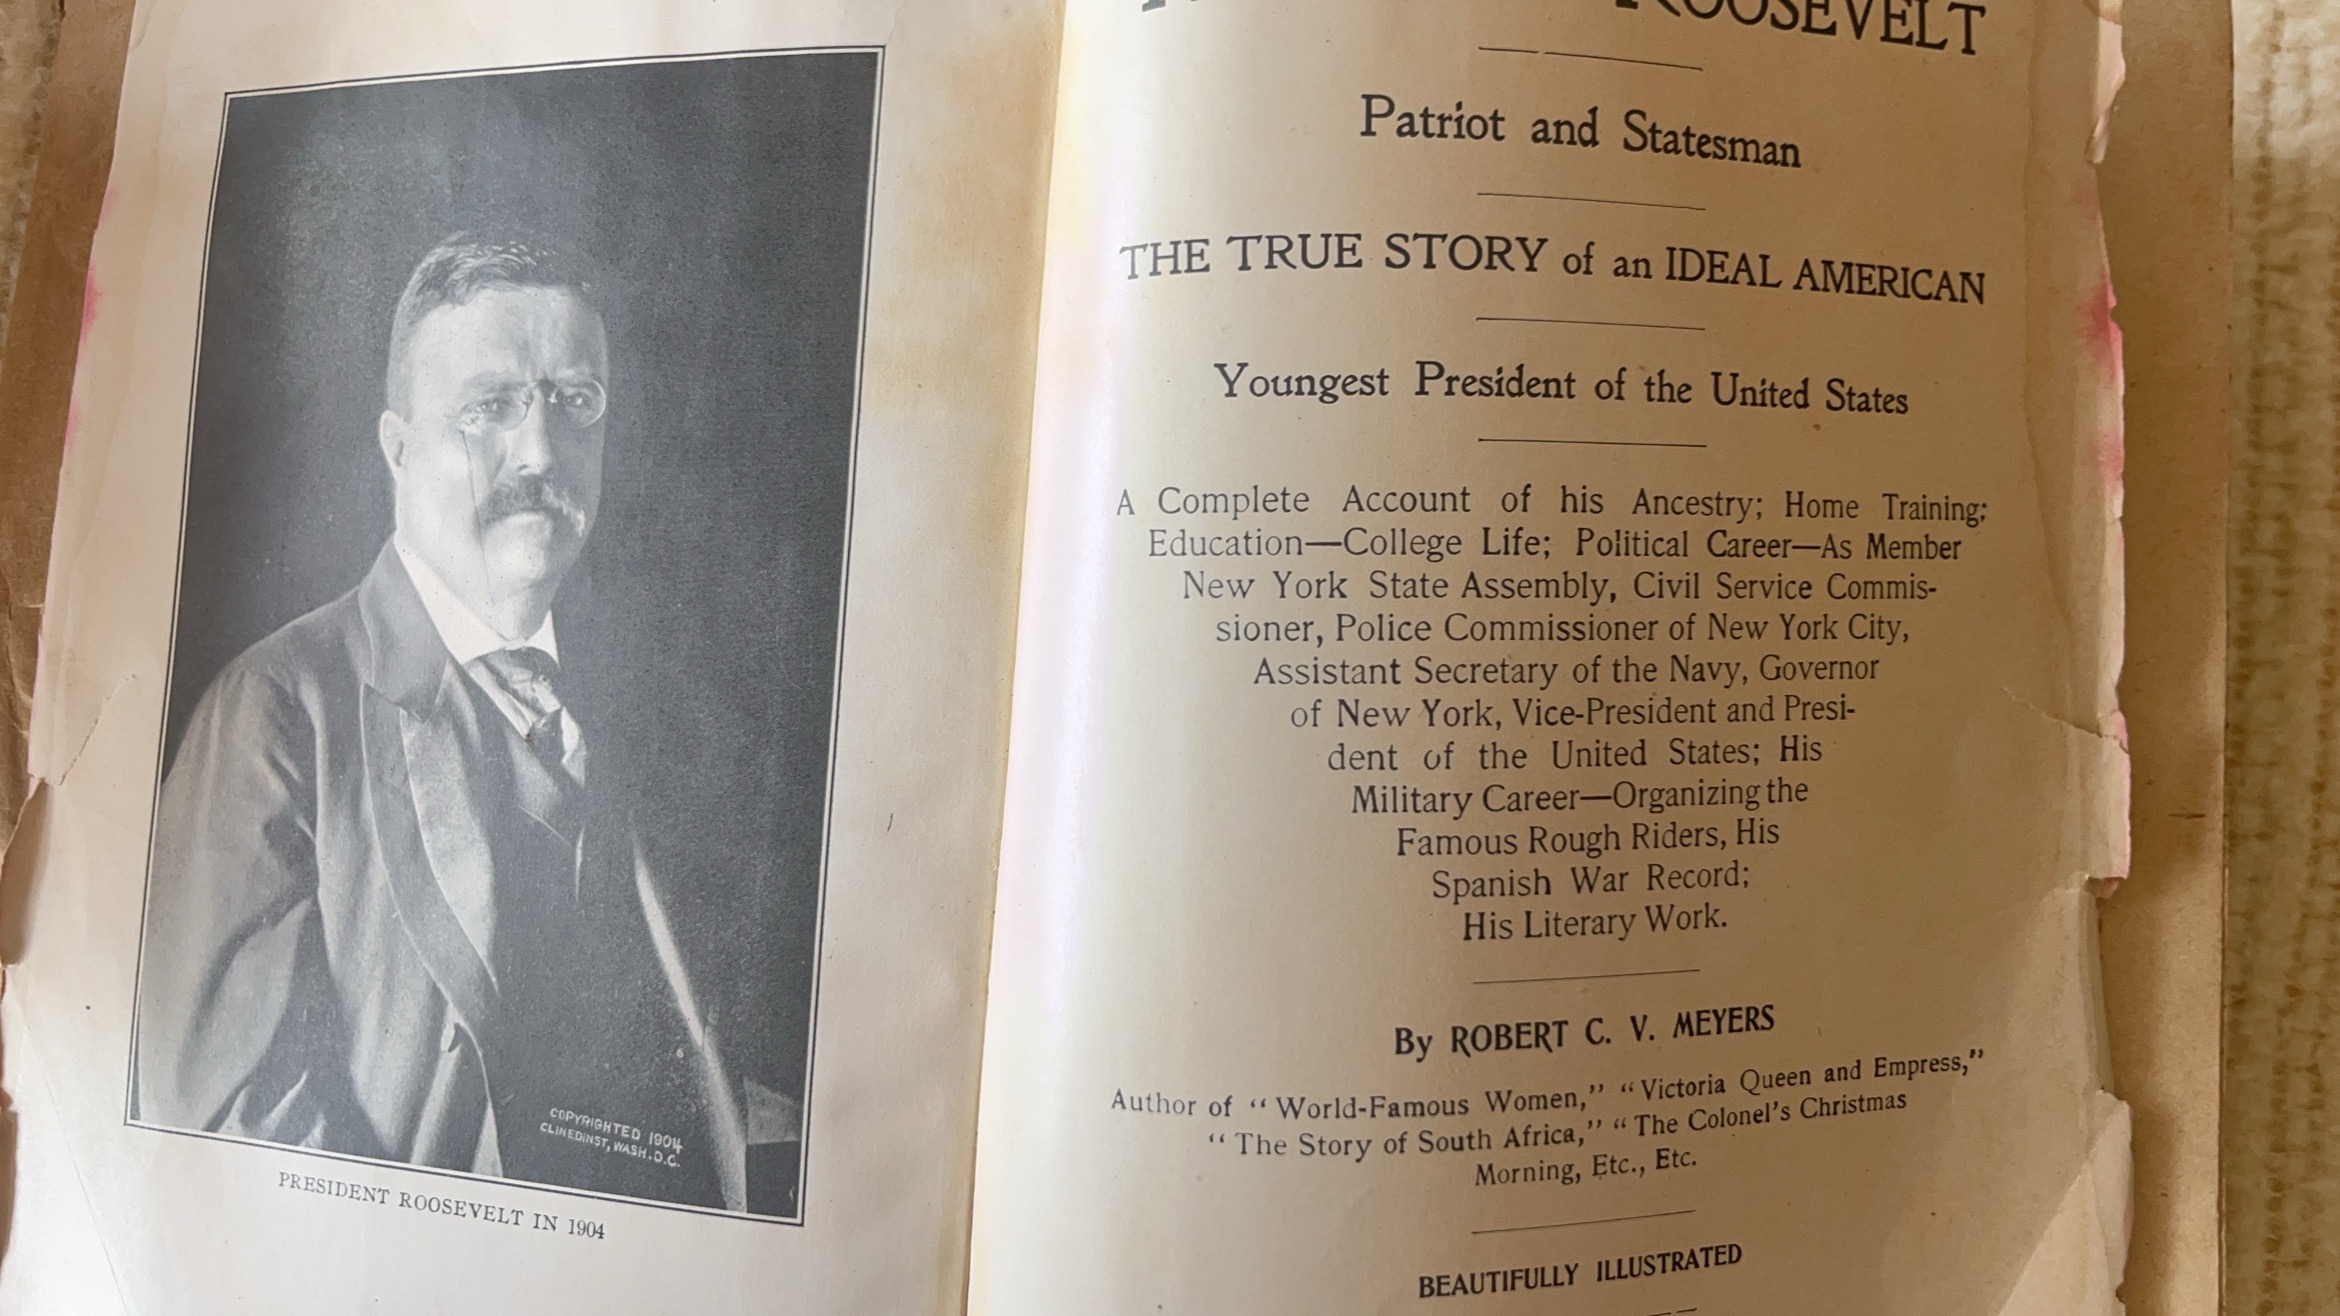 COPYRIGHTED 1904
CLINEDINST, WASH. D.C.
PRESIDENT ROOSEVELT IN 1904
ROOSEVELT
Patriot and Statesman
THE TRUE STORY of an IDEAL AMERICAN
Youngest President of the United States
A Complete Account of his Ancestry; Home Training;
Education—College Life; Political Career—As Member
New York State Assembly, Civil Service Commis-
sioner, Police Commissioner of New York City,
Assistant Secretary of the Navy, Governor
of New York, Vice-President and Presi-
dent of the United States; His
Military Career—Organizing the
Famous Rough Riders, His
Spanish War Record;
His Literary Work.
By ROBERT C. V. MEYERS
Author of “World-Famous Women,” “Victoria Queen and Empress,”
“The Story of South Africa,” “The Colonel's Christmas
Morning, Etc., Etc.
BEAUTIFULLY ILLUSTRATED